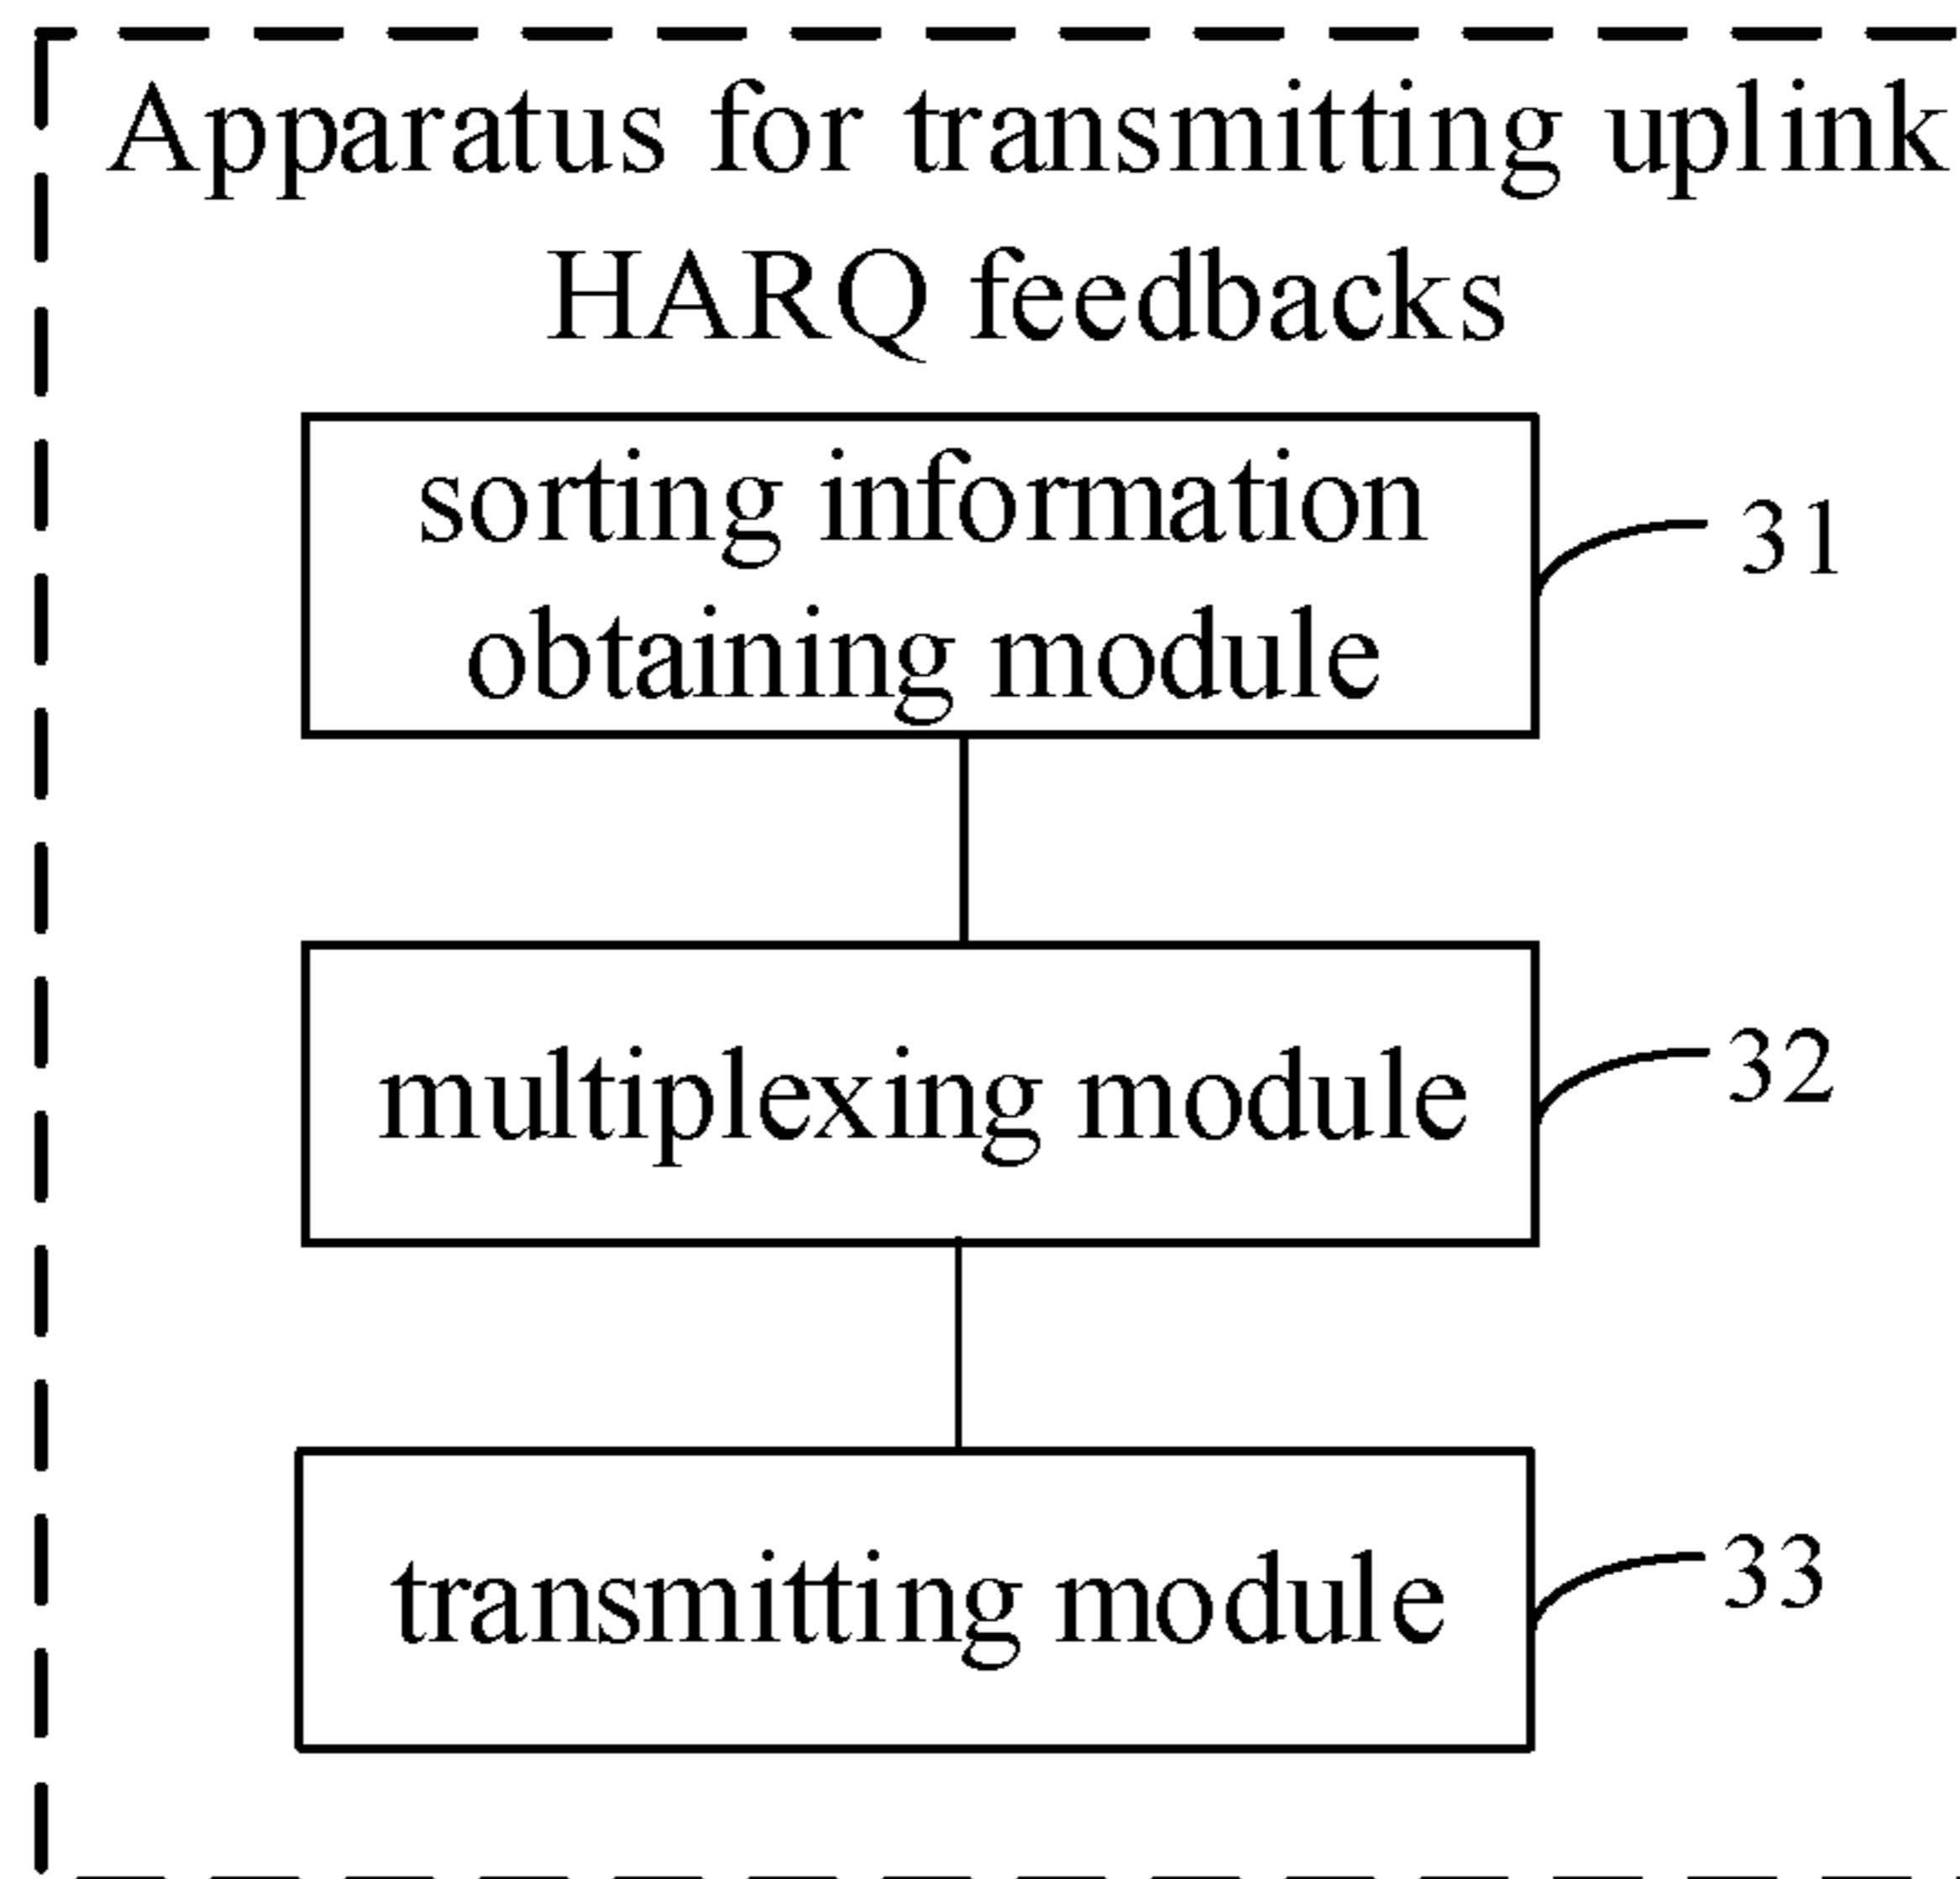 Apparatus for transmitting uplink
HARQ feedbacks
sorting information
obtaining module
31
multiplexing module
32
transmitting module
33